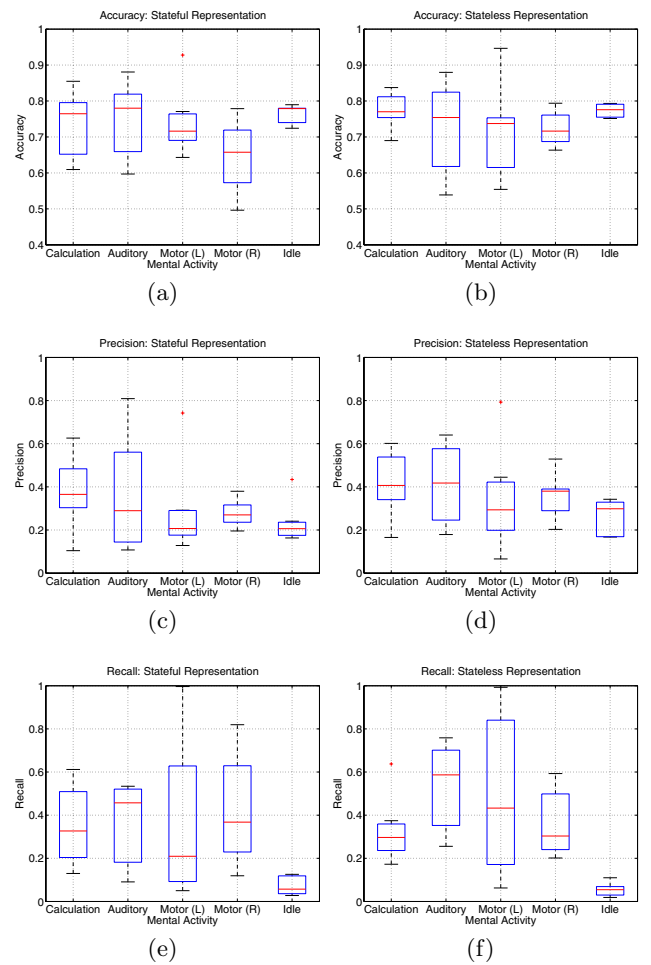 Accuracy: Stateful Representation
1
0.9
0.8
0.7
0.6
0.5
0.4
Accuracy
Calculation Auditory Motor (L) Motor (R) Idle
Mental Activity
(a)
Accuracy: Stateless Representation
1
0.9
0.8
0.7
0.6
0.5
0.4
Accuracy
Calculation Auditory Motor (L) Motor (R) Idle
Mental Activity
(b)
Precision: Stateful Representation
1
0.8
0.6
0.4
0.2
0
Precision
Calculation Auditory Motor (L) Motor (R) Idle
Mental Activity
(c)
Precision: Stateless Representation
1
0.8
0.6
0.4
0.2
0
Precision
Calculation Auditory Motor (L) Motor (R) Idle
Mental Activity
(d)
Recall: Stateful Representation
1
0.8
0.6
0.4
0.2
0
Recall
Calculation Auditory Motor (L) Motor (R) Idle
Mental Activity
(e)
Recall: Stateless Representation
1
0.8
0.6
0.4
0.2
0
Recall
Calculation Auditory Motor (L) Motor (R) Idle
Mental Activity
(f)